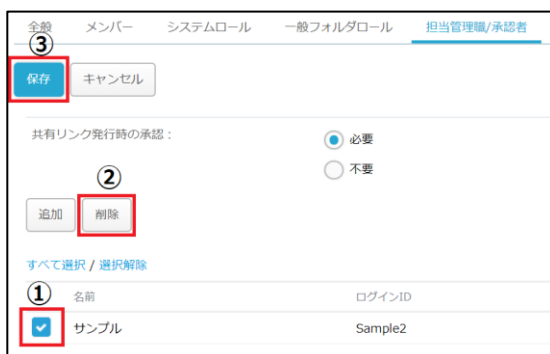 全般 メンバー システムロール 一般フォルダロール 担当管理職/承認者
③
保存 キャンセル
共有リンク発行時の承認： 必要
不要
②
追加 削除
すべて選択 / 選択解除
① 名前 ログインID
サンプル Sample2